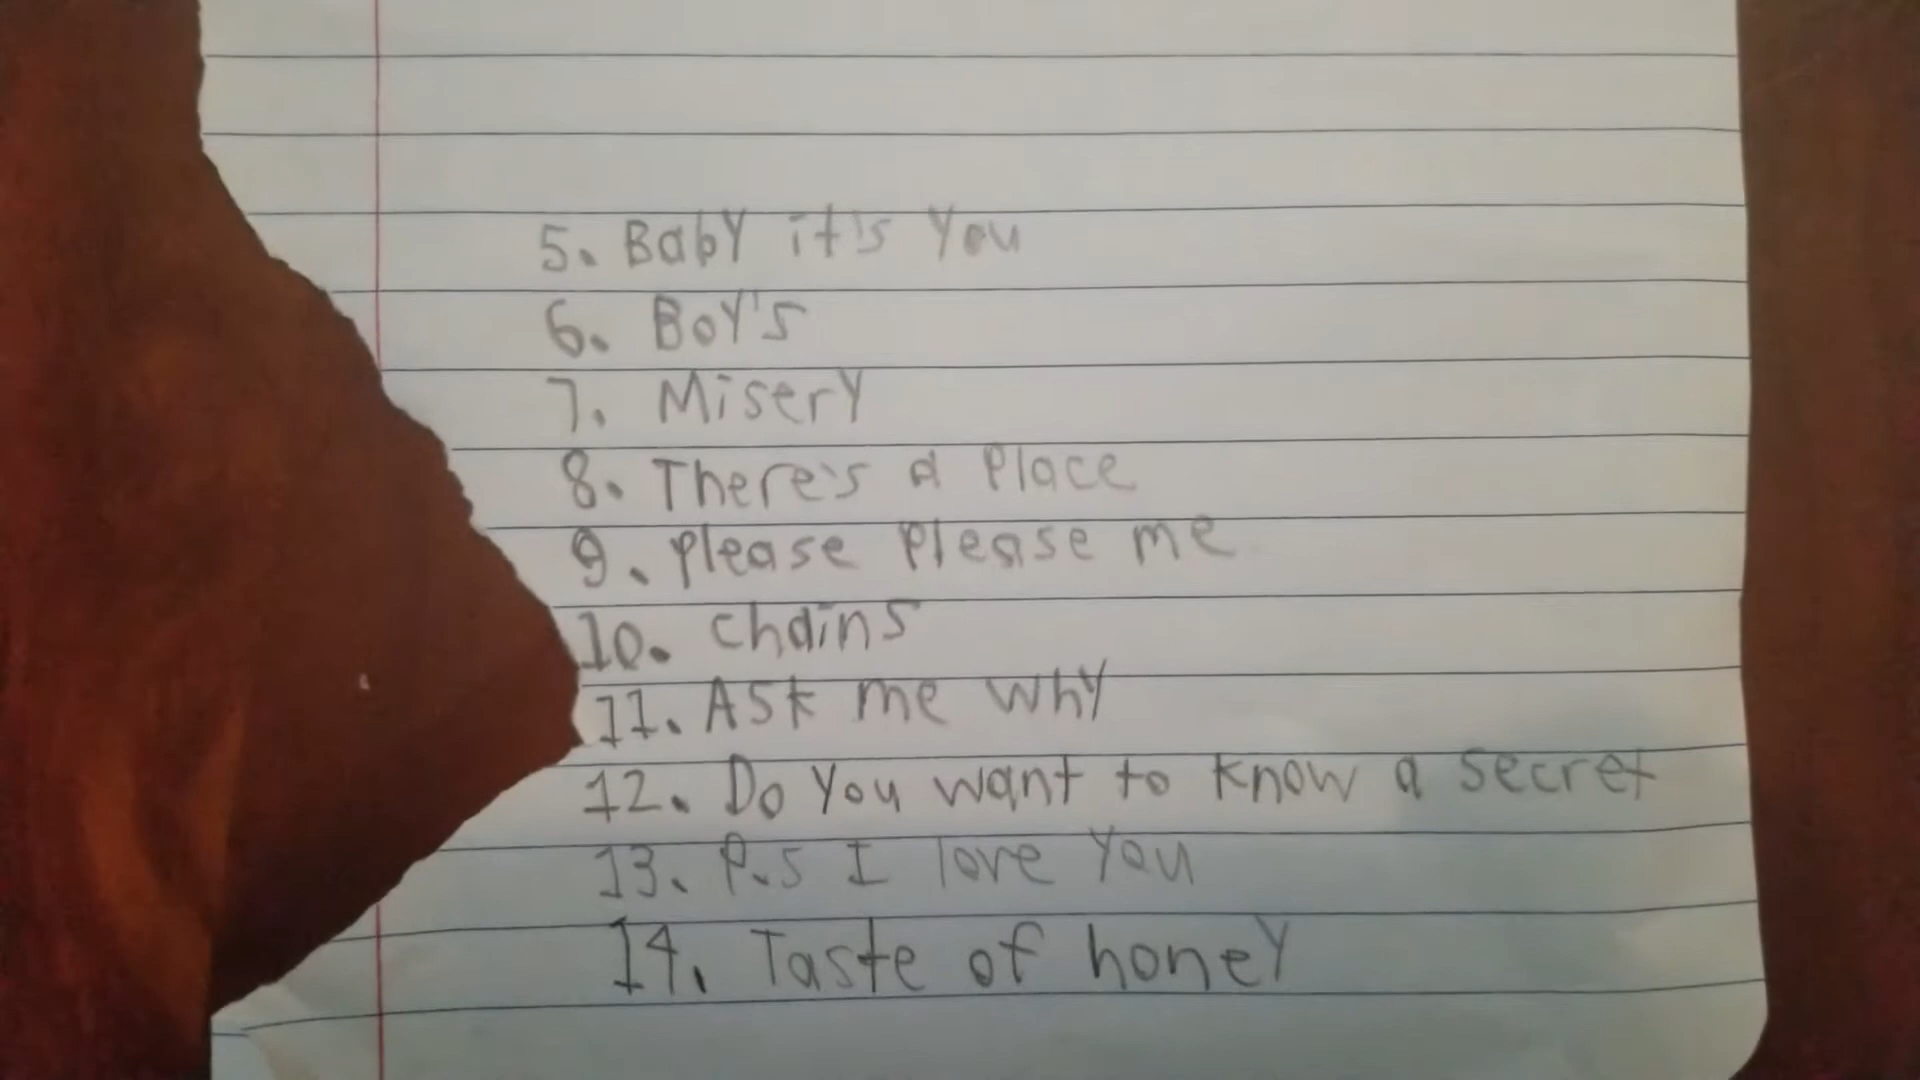 5. Baby it's You
6. Boy's
7. Misery
8. There's a Place
9. please please me
10. chains
11. Ask me why
12. Do You want to know a secret
13. P.s I love You
14. Taste of honey